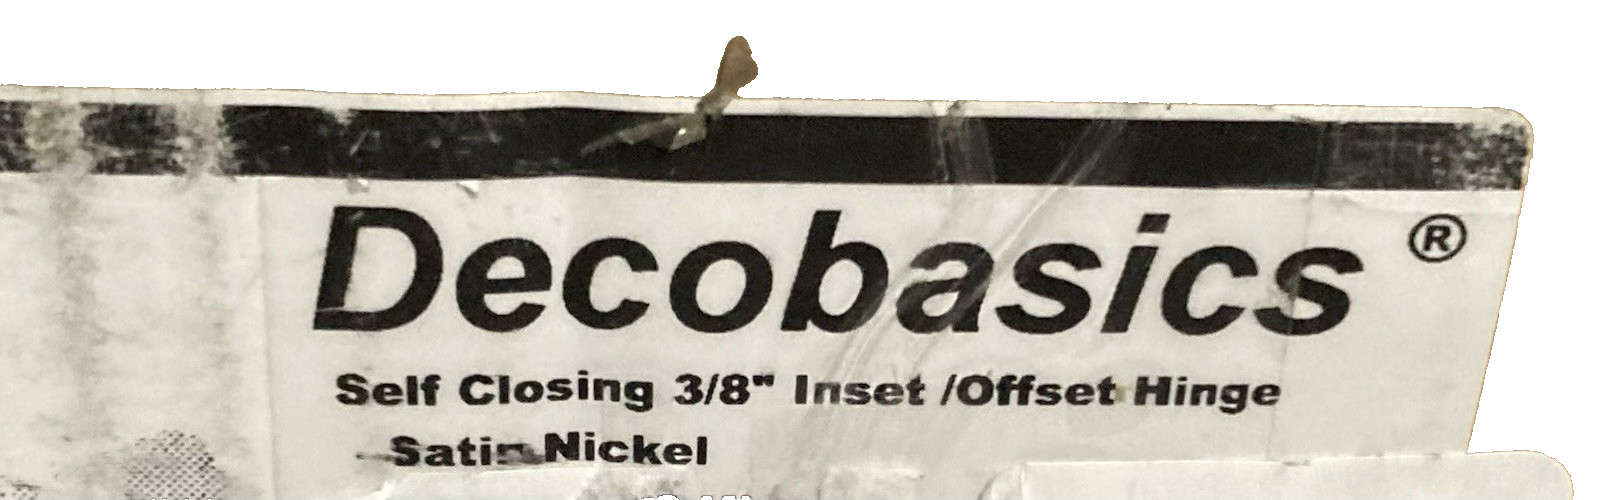 Decobasics®
Self Closing 3/8" Inset /Offset Hinge
Satin Nickel